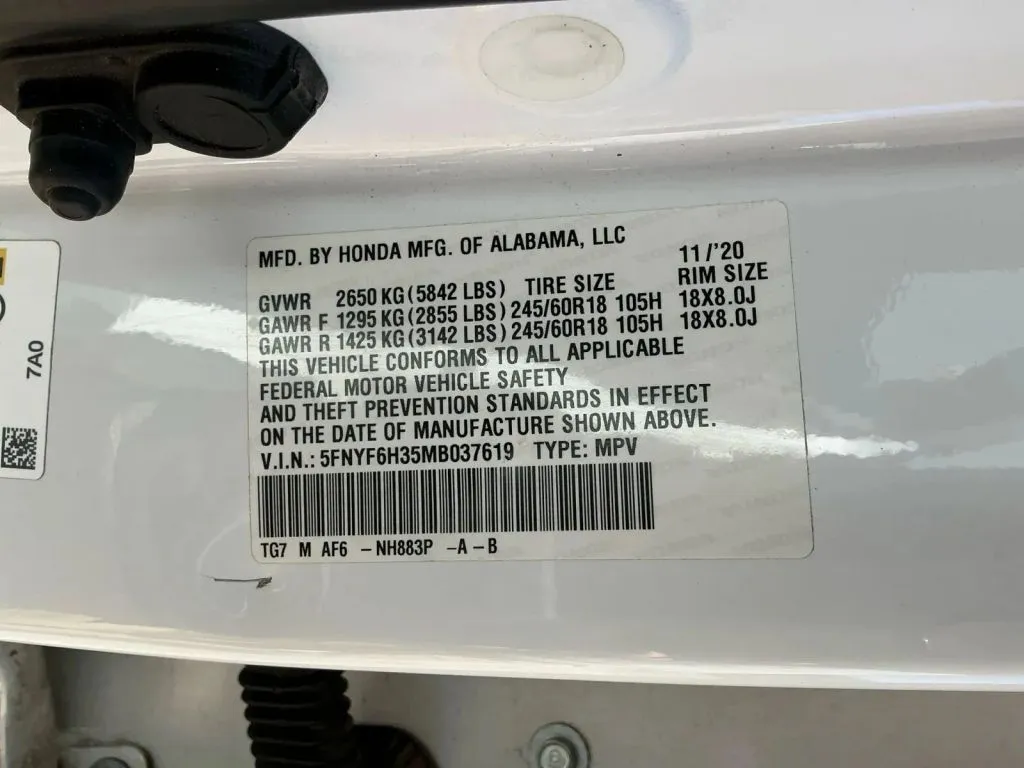 MFD. BY HONDA MFG. OF ALABAMA, LLC 11/'20
GVWR 2650 KG (5842 LBS) TIRE SIZE RIM SIZE
GAWR F 1295 KG (2855 LBS) 245/60R18 105H 18X8.0J
GAWR R 1425 KG (3142 LBS) 245/60R18 105H 18X8.0J
THIS VEHICLE CONFORMS TO ALL APPLICABLE
FEDERAL MOTOR VEHICLE SAFETY
AND THEFT PREVENTION STANDARDS IN EFFECT
ON THE DATE OF MANUFACTURE SHOWN ABOVE.
V.I.N.: 5FNYF6H35MB037619 TYPE: MPV
TG7 M AF6 -NH883P -A -B
7A0